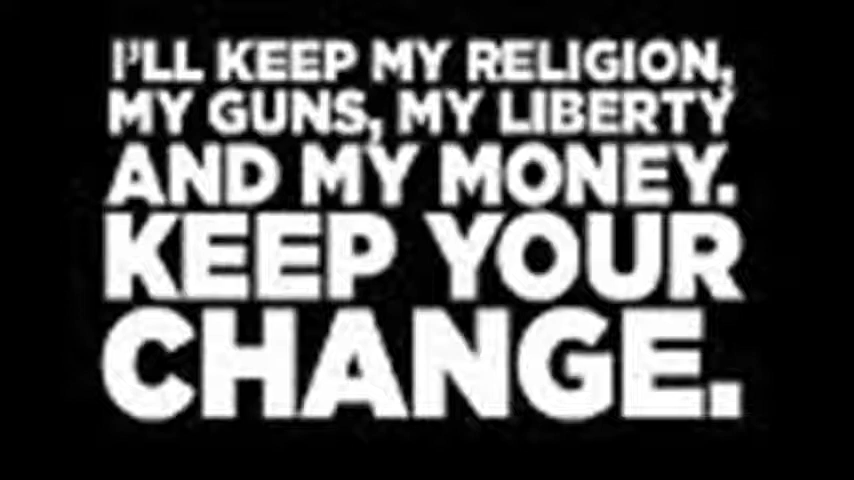 I'LL KEEP MY RELIGION,
MY GUNS, MY LIBERTY
AND MY MONEY.
KEEP YOUR
CHANGE.